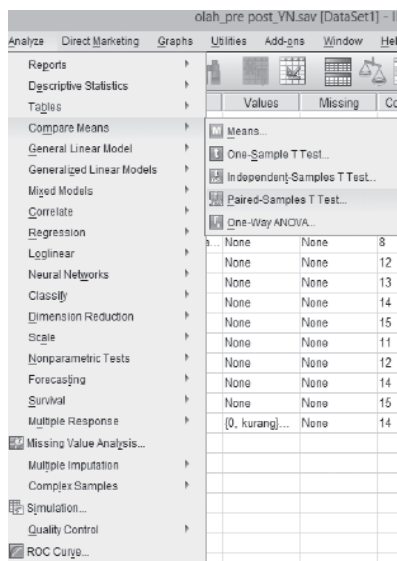 olah_pre post_YN.sav [DataSet1] -
Analyze Direct Marketing Graphs Utilities Add-ons Window
Values Missing
Reports
Descriptive Statistics
Tables
Compare Means
General Linear Model
Generalized Linear Models
Mixed Models
Correlate
Regression
Loglinear
Neural Networks
Classify
Dimension Reduction
Scale
Nonparametric Tests
Forecasting
Survival
Multiple Response
Missing Value Analysis...
Multiple Imputation
Complex Samples
Simulation...
Quality Control
ROC Curve...
Means...
One-Sample T Test...
Independent-Samples T Test...
Paired-Samples T Test...
One-Way ANOVA...
None None 8
None None 12
None None 13
None None 14
None None 15
None None 11
None None 12
None None 14
None None 15
{0, kurang}... None 14